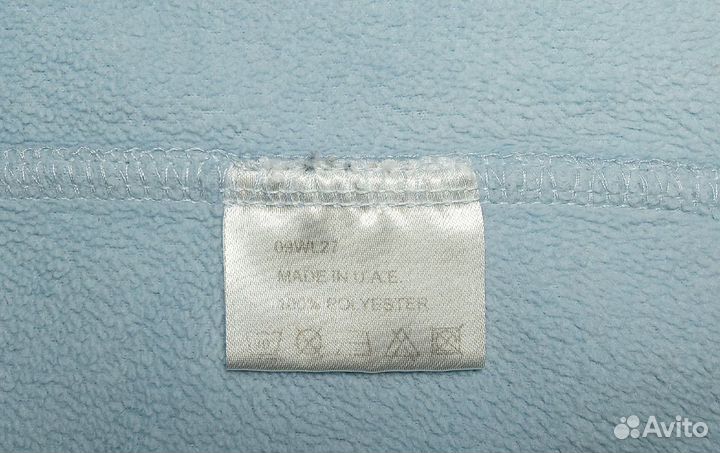 09WL27
MADE IN U.A.E.
100% POLYESTER
Avito